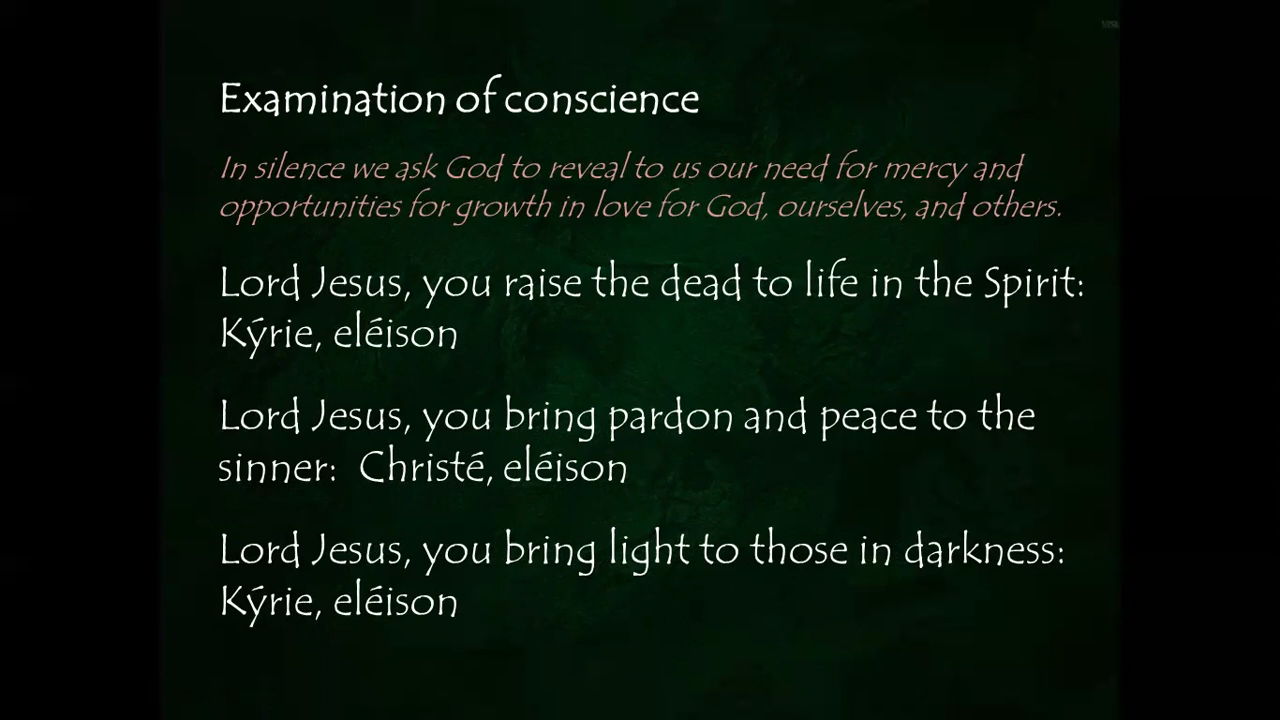 Examination of conscience
In silence we ask God to reveal to us our need for mercy and
opportunities for growth in love for God, ourselves, and others.
Lord Jesus, you raise the dead to life in the Spirit:
Kýrie, eléison
Lord Jesus, you bring pardon and peace to the
sinner:  Christé, eléison
Lord Jesus, you bring light to those in darkness:
Kýrie, eléison